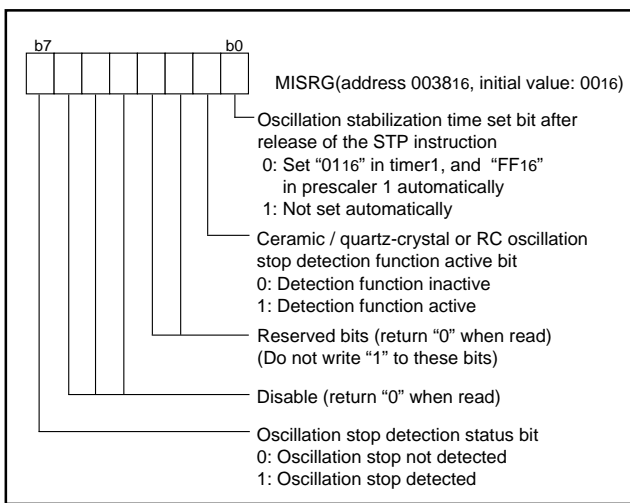 b7 b0
MISRG(address 003816, initial value: 0016)
Oscillation stabilization time set bit after
release of the STP instruction
0: Set “0116” in timer1, and “FF16”
in prescaler 1 automatically
1: Not set automatically
Ceramic / quartz-crystal or RC oscillation
stop detection function active bit
0: Detection function inactive
1: Detection function active
Reserved bits (return “0” when read)
(Do not write “1” to these bits)
Disable (return “0” when read)
Oscillation stop detection status bit
0: Oscillation stop not detected
1: Oscillation stop detected